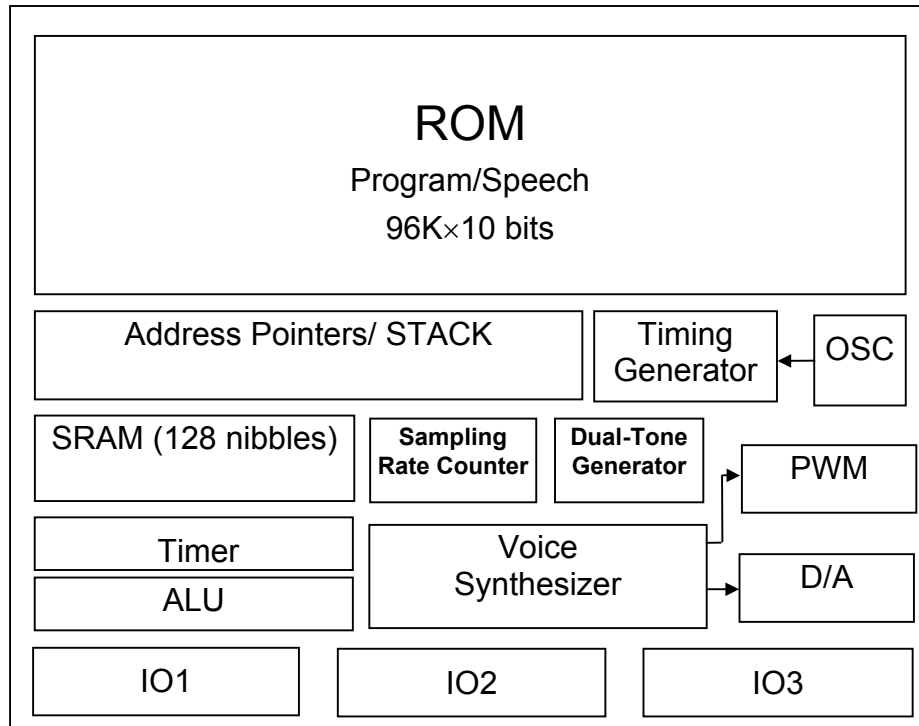 ROM
Program/Speech
96K×10 bits
Address Pointers/ STACK
Timing
Generator
OSC
SRAM (128 nibbles)
Sampling
Rate Counter
Dual-Tone
Generator
PWM
Timer
Voice
Synthesizer
D/A
ALU
IO1
IO2
IO3